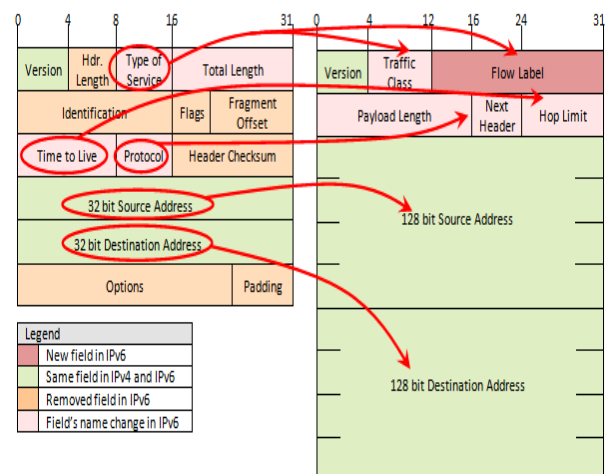 0 4 8 16 31
Version
Hdr.
Length
Type of
Service
Total Length
Identification
Flags
Fragment
Offset
Time to Live
Protocol
Header Checksum
32 bit Source Address
32 bit Destination Address
Options
Padding
Legend
New field in IPv6
Same field in IPv4 and IPv6
Removed field in IPv6
Field's name change in IPv6
0 4 12 16 24 31
Version
Traffic
Class
Flow Label
Payload Length
Next
Header
Hop Limit
128 bit Source Address
128 bit Destination Address